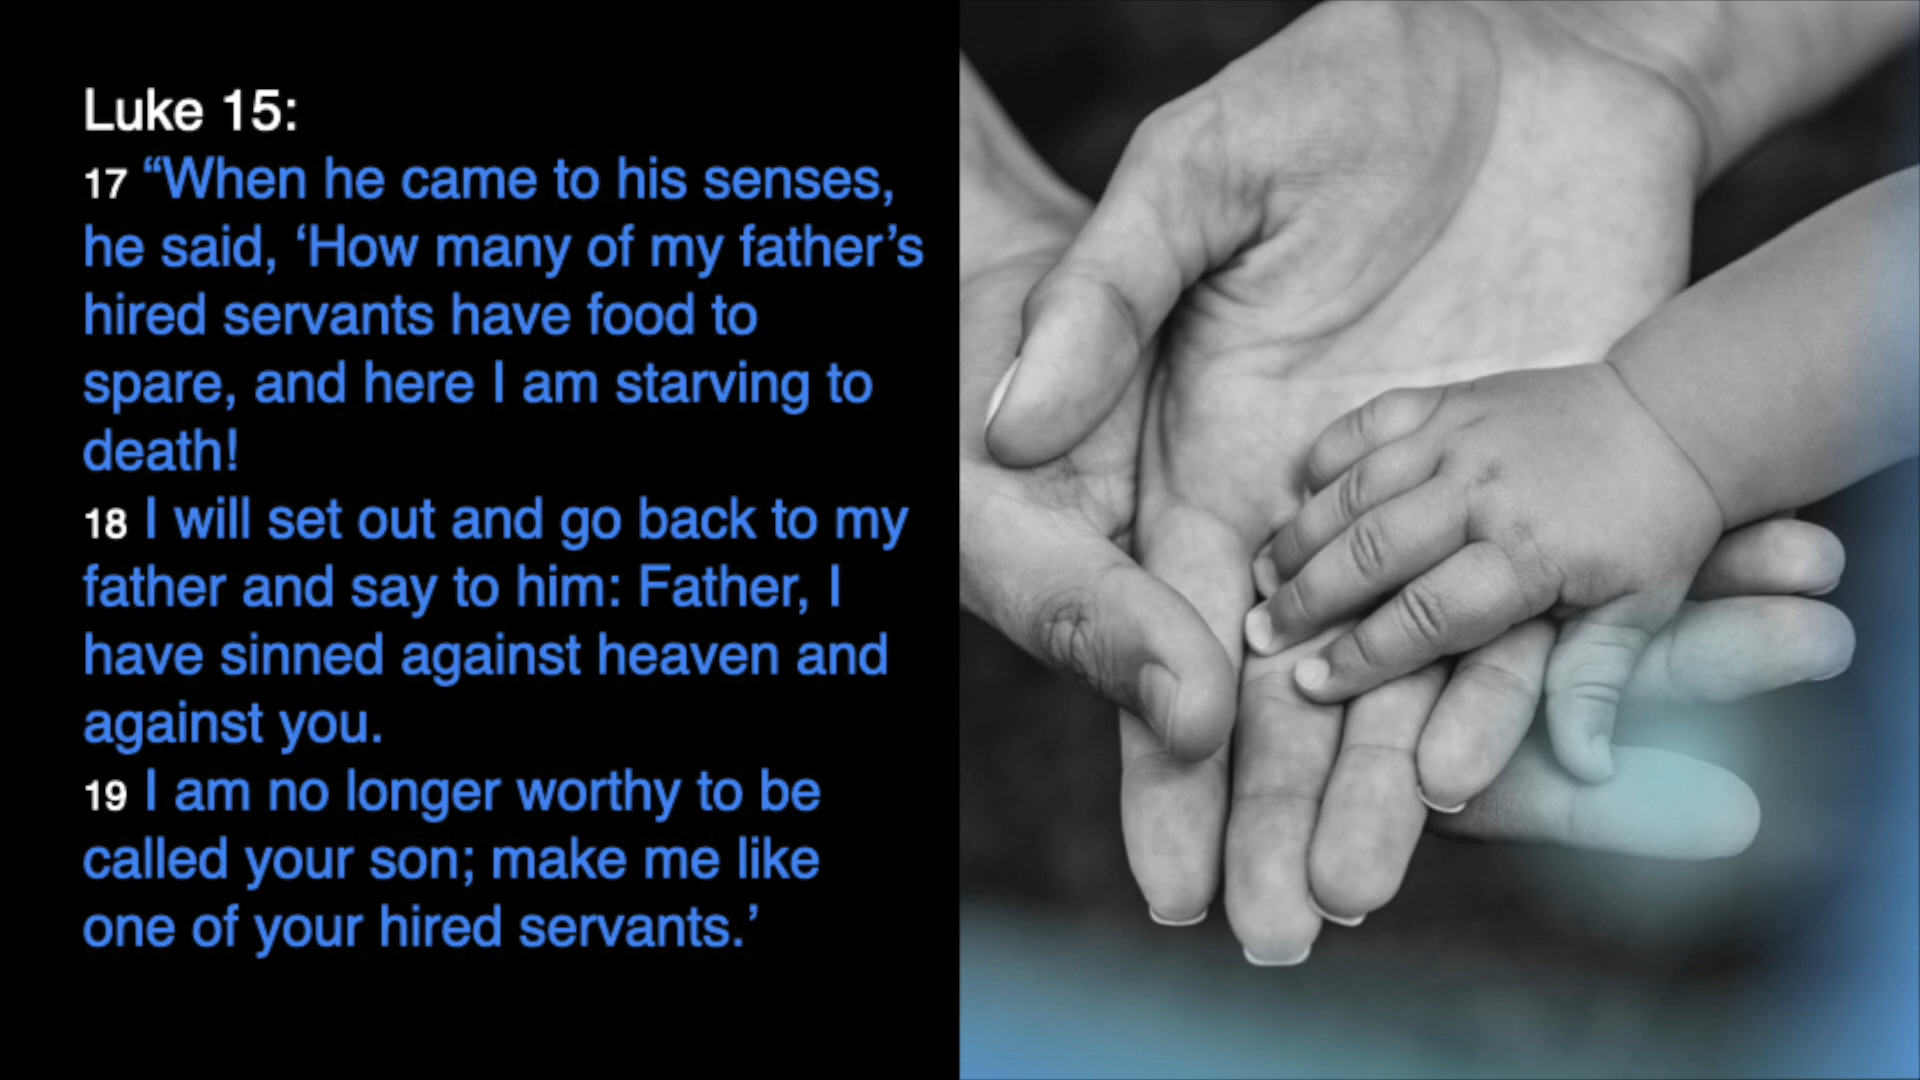 Luke 15:
17 “When he came to his senses,
he said, ‘How many of my father’s
hired servants have food to
spare, and here I am starving to
death!
18 I will set out and go back to my
father and say to him: Father, I
have sinned against heaven and
against you.
19 I am no longer worthy to be
called your son; make me like
one of your hired servants.’